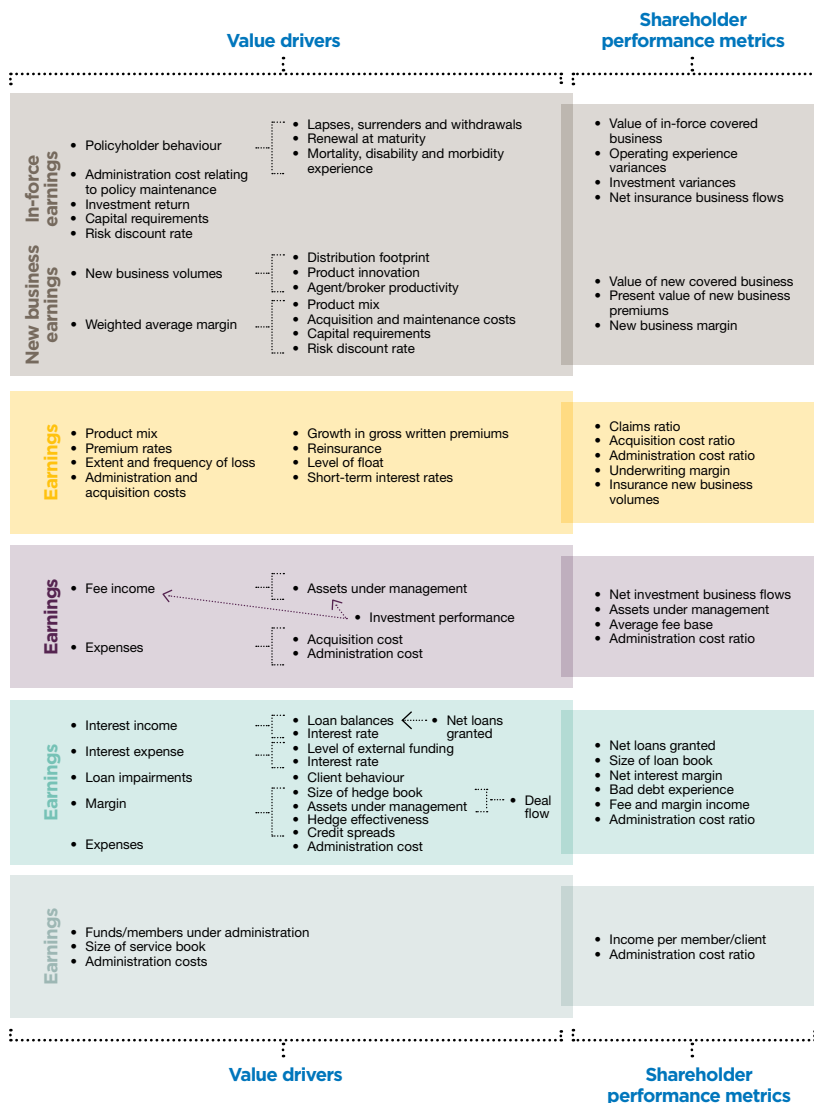 Value drivers
Shareholder
performance metrics
In-force
earnings
• Policyholder behaviour
• Lapses, surrenders and withdrawals
• Renewal at maturity
• Mortality, disability and morbidity
experience
• Administration cost relating
to policy maintenance
• Investment return
• Capital requirements
• Risk discount rate
• Value of in-force covered
business
• Operating experience
variances
• Investment variances
• Net insurance business flows
New business
earnings
• New business volumes
• Distribution footprint
• Product innovation
• Agent/broker productivity
• Weighted average margin
• Product mix
• Acquisition and maintenance costs
• Capital requirements
• Risk discount rate
• Value of new covered business
• Present value of new business
premiums
• New business margin
Earnings
• Product mix
• Premium rates
• Extent and frequency of loss
• Administration and
acquisition costs
• Growth in gross written premiums
• Reinsurance
• Level of float
• Short-term interest rates
• Claims ratio
• Acquisition cost ratio
• Administration cost ratio
• Underwriting margin
• Insurance new business
volumes
Earnings
• Fee income
• Assets under management
• Investment performance
• Expenses
• Acquisition cost
• Administration cost
• Net investment business flows
• Assets under management
• Average fee base
• Administration cost ratio
Earnings
• Interest income
• Loan balances
• Interest rate
• Net loans
granted
• Interest expense
• Level of external funding
• Interest rate
• Loan impairments
• Client behaviour
• Margin
• Size of hedge book
• Assets under management
• Hedge effectiveness
• Credit spreads
• Deal
flow
• Expenses
• Administration cost
• Net loans granted
• Size of loan book
• Net interest margin
• Bad debt experience
• Fee and margin income
• Administration cost ratio
Earnings
• Funds/members under administration
• Size of service book
• Administration costs
• Income per member/client
• Administration cost ratio
Value drivers
Shareholder
performance metrics